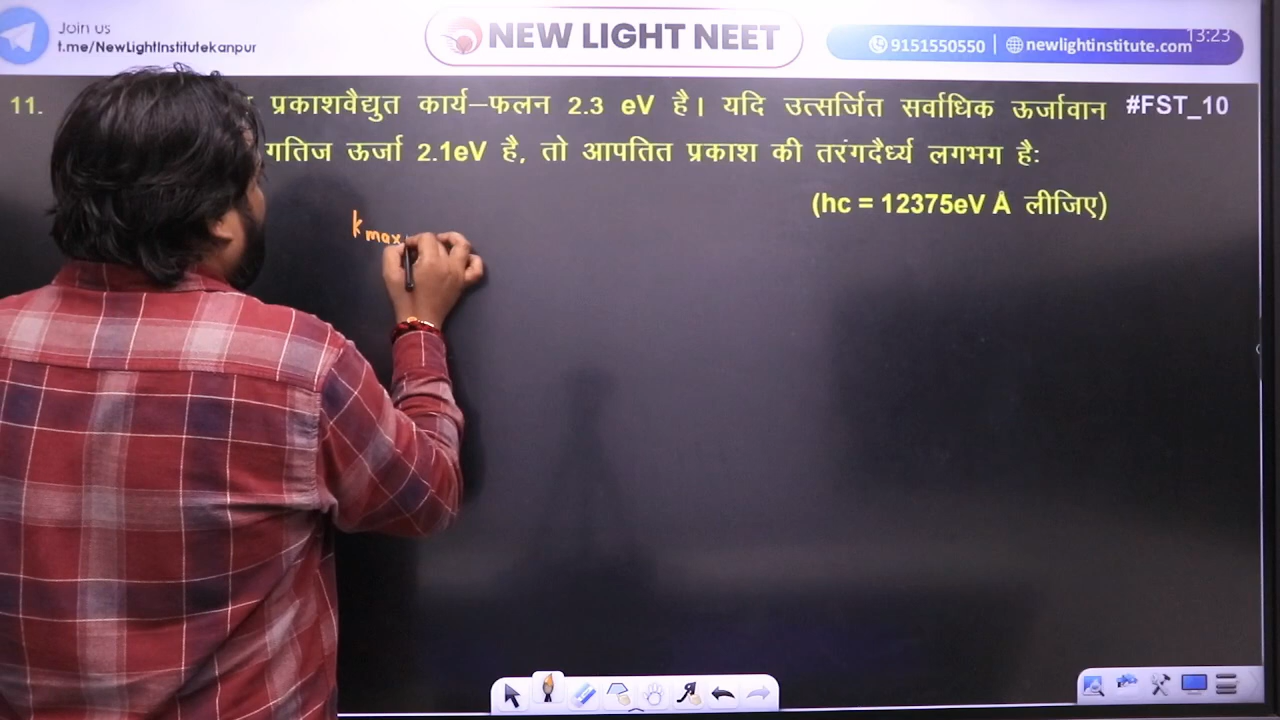 Join us
t.me/NewLightInstitutekanpur
NEW LIGHT NEET
9151550550 | newlightinstitute.com
13:23
11. प्रकाशवैद्युत कार्य–फलन 2.3 eV है। यदि उत्सर्जित सर्वाधिक ऊर्जावान #FST_10
गतिज ऊर्जा 2.1eV है, तो आपतित प्रकाश की तरंगदैर्ध्य लगभग है:
(hc = 12375eV Å लीजिए)
kmax